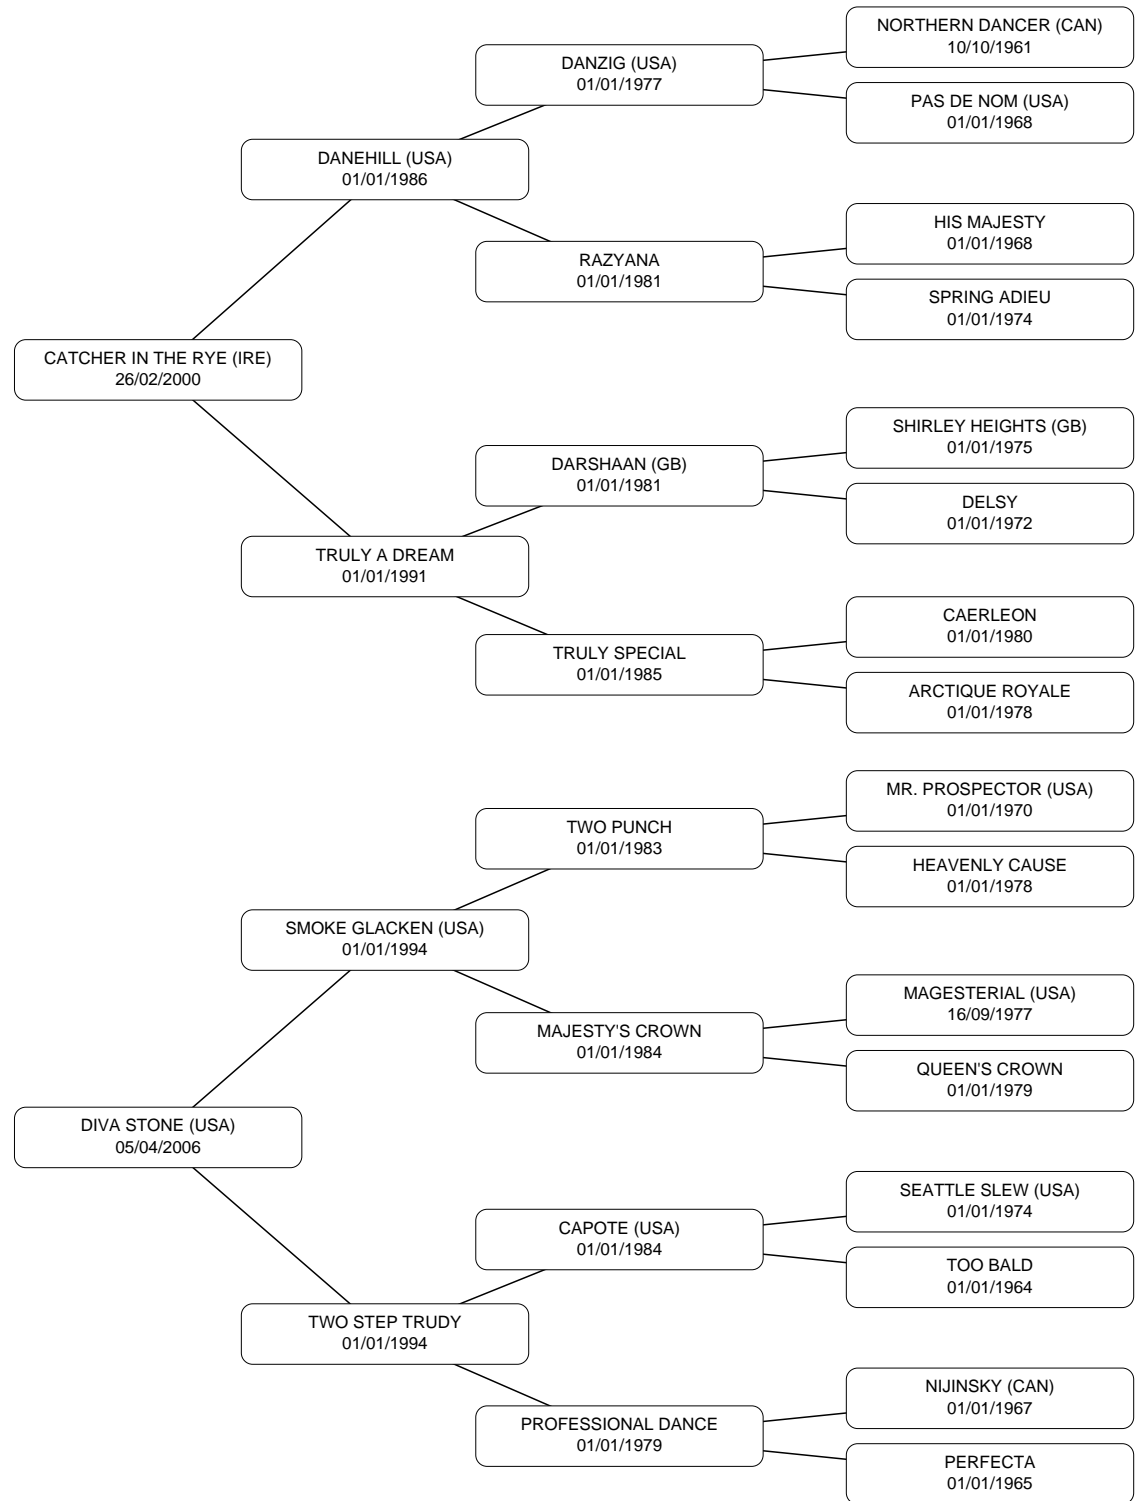 NORTHERN DANCER (CAN)
10/10/1961
DANZIG (USA)
01/01/1977
PAS DE NOM (USA)
01/01/1968
DANEHILL (USA)
01/01/1986
HIS MAJESTY
01/01/1968
RAZYANA
01/01/1981
SPRING ADIEU
01/01/1974
CATCHER IN THE RYE (IRE)
26/02/2000
SHIRLEY HEIGHTS (GB)
01/01/1975
DARSHAAN (GB)
01/01/1981
DELSY
01/01/1972
TRULY A DREAM
01/01/1991
CAERLEON
01/01/1980
TRULY SPECIAL
01/01/1985
ARCTIQUE ROYALE
01/01/1978
MR. PROSPECTOR (USA)
01/01/1970
TWO PUNCH
01/01/1983
HEAVENLY CAUSE
01/01/1978
SMOKE GLACKEN (USA)
01/01/1994
MAGESTERIAL (USA)
16/09/1977
MAJESTY'S CROWN
01/01/1984
QUEEN'S CROWN
01/01/1979
DIVA STONE (USA)
05/04/2006
SEATTLE SLEW (USA)
01/01/1974
CAPOTE (USA)
01/01/1984
TOO BALD
01/01/1964
TWO STEP TRUDY
01/01/1994
NIJINSKY (CAN)
01/01/1967
PROFESSIONAL DANCE
01/01/1979
PERFECTA
01/01/1965